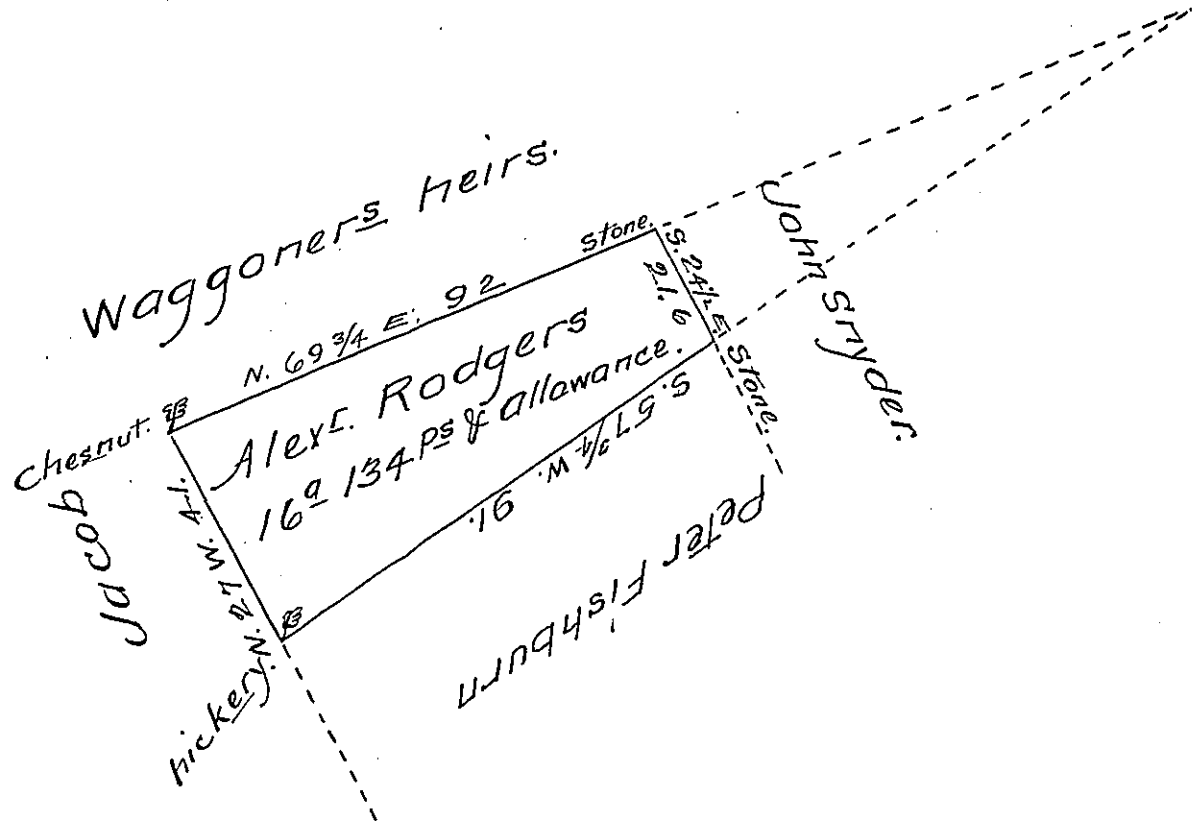 Waggoners heirs.
stone.
N. 69 3/4 E. 92
S. 24 1/2 E.
21.6
John Snyder.
Alexr. Rodgers
16a 134 Ps & allowance.
Stone.
chesnut.
Jacob
N. 27 W. 41.
S. 57 3/4 W. 91.
hickery.
Peter Fishburn